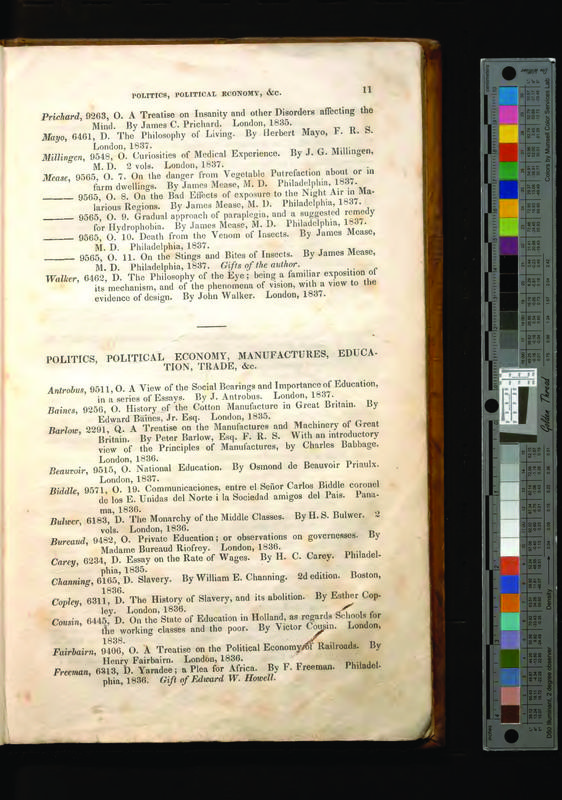 POLITICS, POLITICAL ECONOMY, &c. 11
Prichard, 9263, O. A Treatise on Insanity and other Disorders affecting the
Mind. By James C. Prichard. London, 1835.
Mayo, 6461, D. The Philosophy of Living. By Herbert Mayo, F. R. S.
London, 1837.
Millingen, 9548, O. Curiosities of Medical Experience. By J. G. Millingen,
M. D. 2 vols. London, 1837.
Mease, 9565, O. 7. On the danger from Vegetable Putrefaction about or in
farm dwellings. By James Mease, M. D. Philadelphia, 1837.
——— 9565, O. 8. On the Bad Effects of exposure to the Night Air in Ma-
larious Regions. By James Mease, M. D. Philadelphia, 1837.
——— 9565, O. 9. Gradual approach of paraplegia, and a suggested remedy
for Hydrophobia. By James Mease, M. D. Philadelphia, 1837.
——— 9565, O. 10. Death from the Venom of Insects. By James Mease,
M. D. Philadelphia, 1837.
——— 9565, O. 11. On the Stings and Bites of Insects. By James Mease,
M. D. Philadelphia, 1837. Gifts of the author.
Walker, 6462, D. The Philosophy of the Eye; being a familiar exposition of
its mechanism, and of the phenomena of vision, with a view to the
evidence of design. By John Walker. London, 1837.
POLITICS, POLITICAL ECONOMY, MANUFACTURES, EDUCA-
TION, TRADE, &c.
Antrobus, 9511, O. A View of the Social Bearings and Importance of Education,
in a series of Essays. By J. Antrobus. London, 1837.
Baines, 9256, O. History of the Cotton Manufacture in Great Britain. By
Edward Baines, Jr. Esq. London, 1835.
Barlow, 2291, Q. A Treatise on the Manufactures and Machinery of Great
Britain. By Peter Barlow, Esq. F. R. S. With an introductory
view of the Principles of Manufactures, by Charles Babbage.
London, 1836.
Beauvoir, 9515, O. National Education. By Osmond de Beauvoir Priaulx.
London, 1837.
Biddle, 9571, O. 19. Communicaciones, entre el Señor Carlos Biddle coronel
de los E. Unidas del Norte i la Sociedad amigos del Pais. Pana-
ma, 1836.
Bulwer, 6183, D. The Monarchy of the Middle Classes. By H. S. Bulwer. 2
vols. London, 1836.
Bureaud, 9482, O. Private Education; or observations on governesses. By
Madame Bureaud Riofrey. London, 1836.
Carey, 6234, D. Essay on the Rate of Wages. By H. C. Carey. Philadel-
phia, 1835.
Channing, 6165, D. Slavery. By William E. Channing. 2d edition. Boston,
1836.
Copley, 6311, D. The History of Slavery, and its abolition. By Esther Cop-
ley. London, 1836.
Cousin, 6445, D. On the State of Education in Holland, as regards Schools for
the working classes and the poor. By Victor Cousin. London,
1838.
Fairbairn, 9406, O. A Treatise on the Political Economy of Railroads. By
Henry Fairbairn. London, 1836.
Freeman, 6313, D. Yaradee; a Plea for Africa. By F. Freeman. Philadel-
phia, 1836. Gift of Edward W. Howell.
Colors by Munsell Color Services Lab
Golden Thread
Density
D50 Illuminant, 2 degree observer